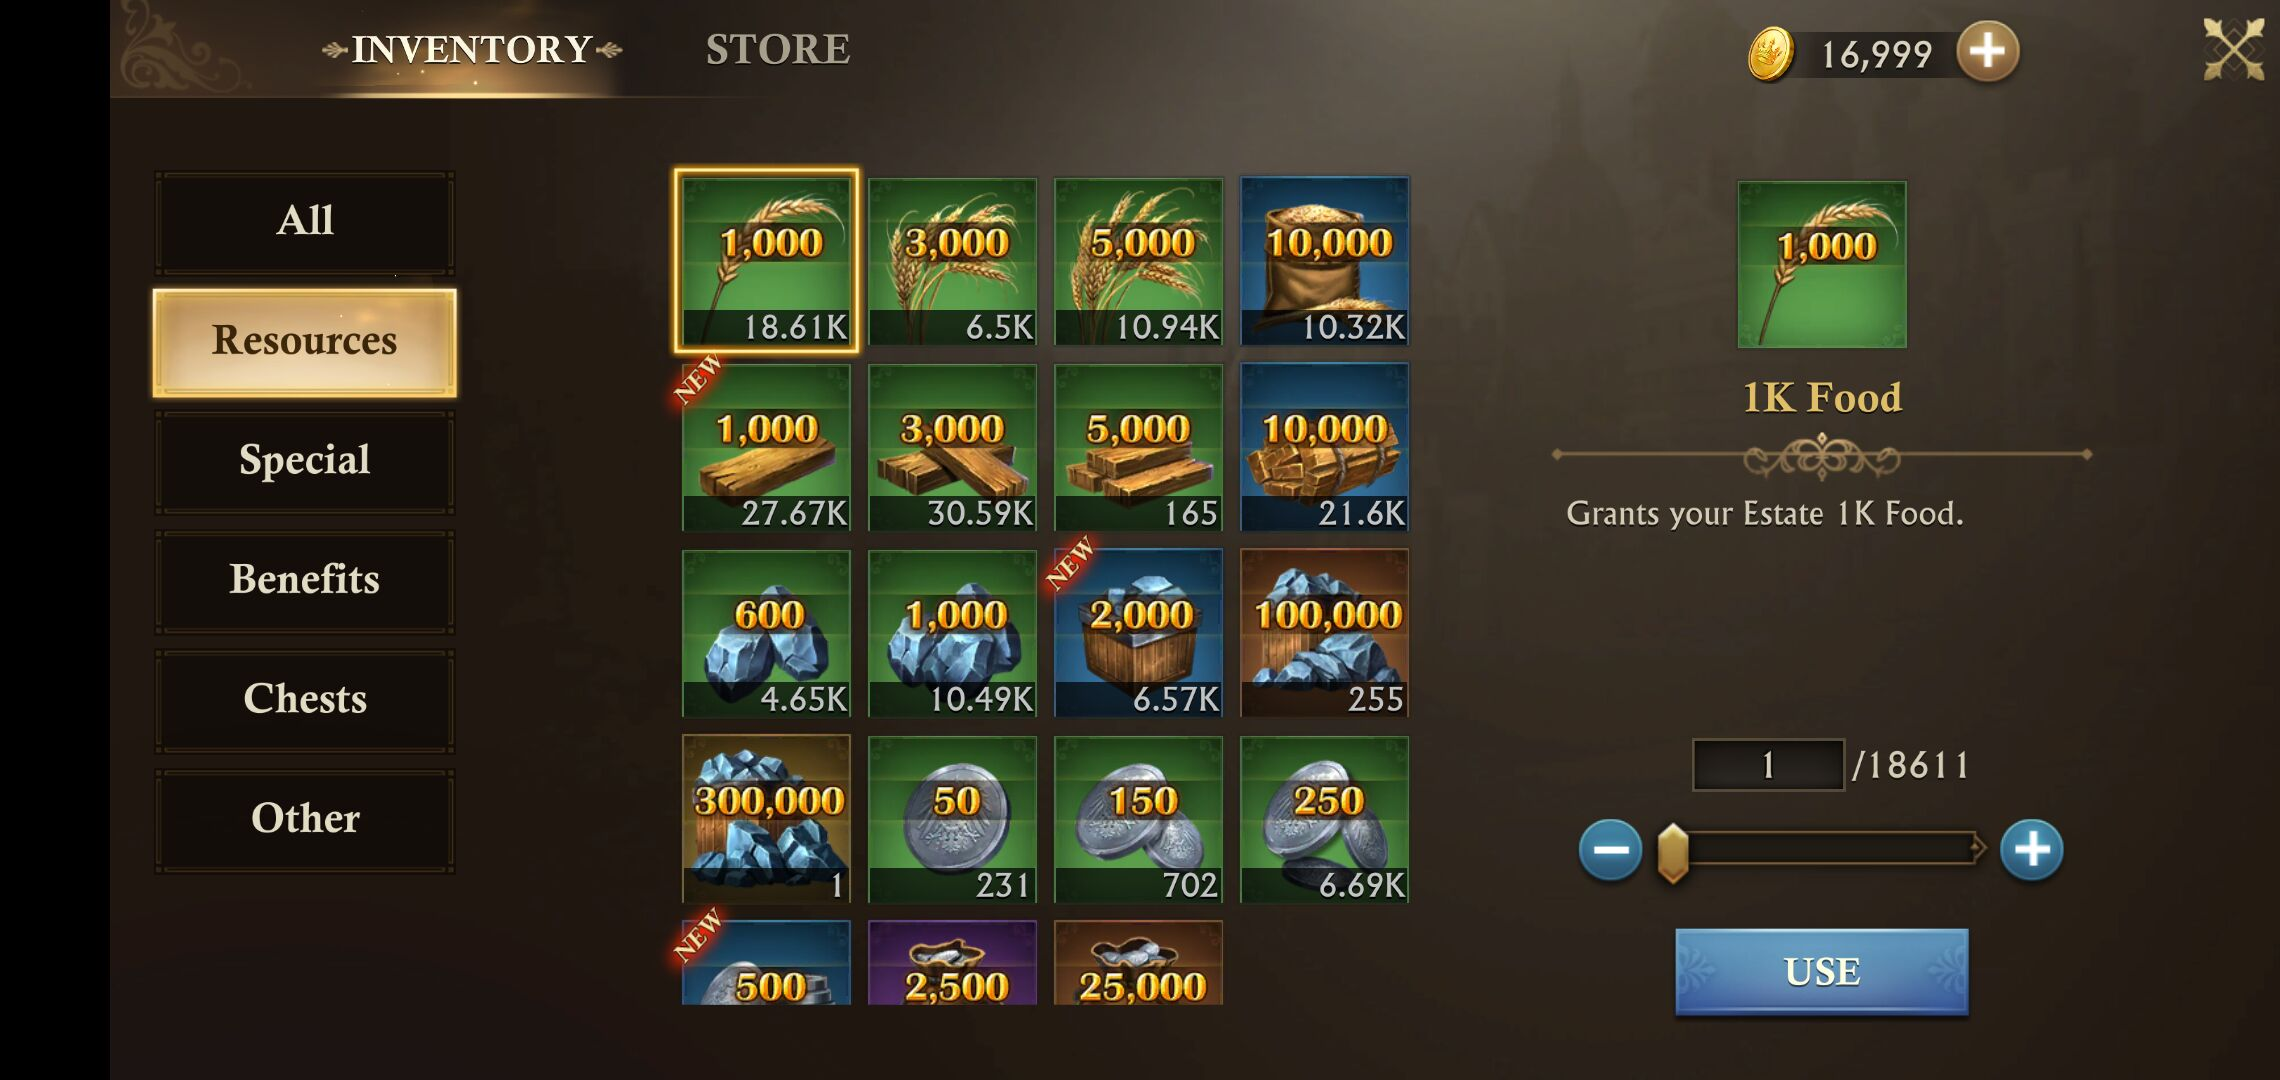 INVENTORY
STORE
16,999
All
Resources
Special
Benefits
Chests
Other
1,000
18.61K
3,000
6.5K
5,000
10.94K
10,000
10.32K
NEW
1,000
27.67K
3,000
30.59K
5,000
165
10,000
21.6K
600
4.65K
1,000
10.49K
NEW
2,000
6.57K
100,000
255
300,000
1
50
231
150
702
250
6.69K
NEW
500
2,500
25,000
1,000
1K Food
Grants your Estate 1K Food.
1 /18611
USE